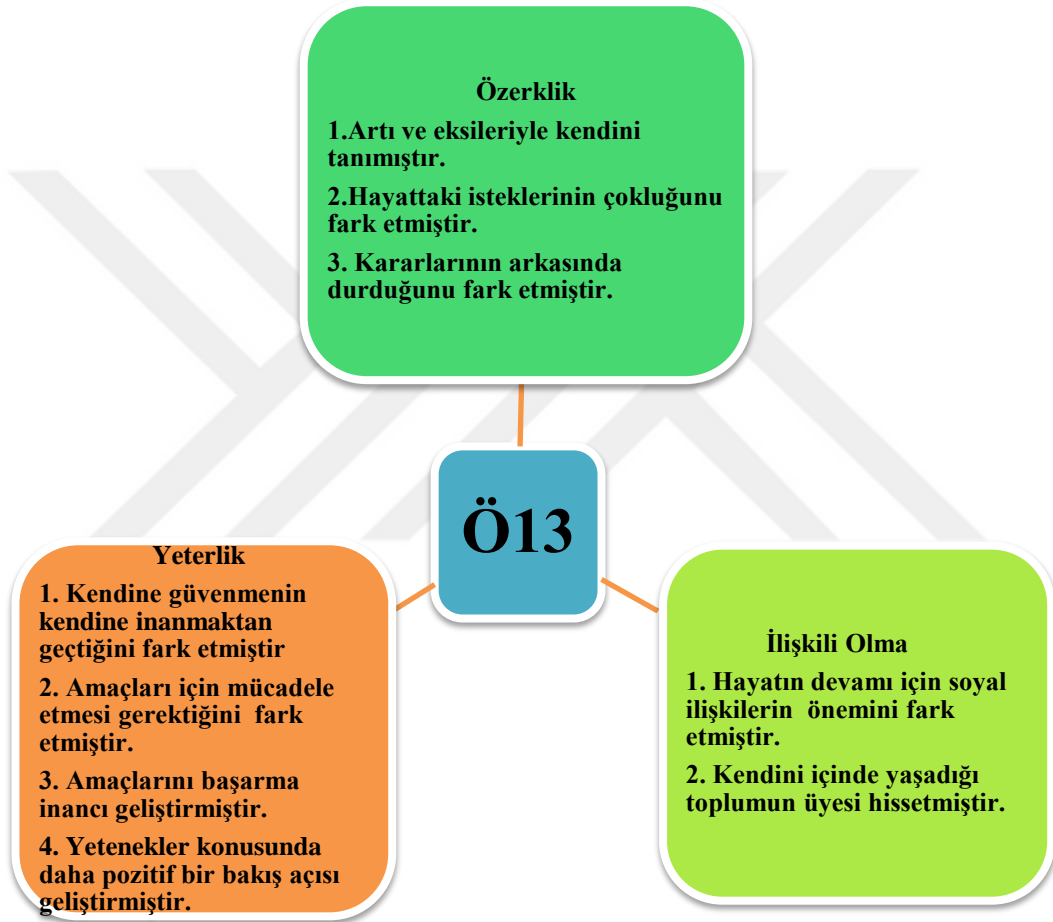 Özerklik
1.Artı ve eksileriyle kendini
tanımıştır.
2.Hayattaki isteklerinin çokluğunu
fark etmiştir.
3. Kararlarının arkasında
durduğunu fark etmiştir.
Ö13
Yeterlik
1. Kendine güvenmenin
kendine inanmaktan
geçtiğini fark etmiştir
2. Amaçları için mücadele
etmesi gerektiğini  fark
etmiştir.
3. Amaçlarını başarma
inancı geliştirmiştir.
4. Yetenekler konusunda
daha pozitif bir bakış açısı
geliştirmiştir.
İlişkili Olma
1. Hayatın devamı için soyal
ilişkilerin  önemini fark
etmiştir.
2. Kendini içinde yaşadığı
toplumun üyesi hissetmiştir.